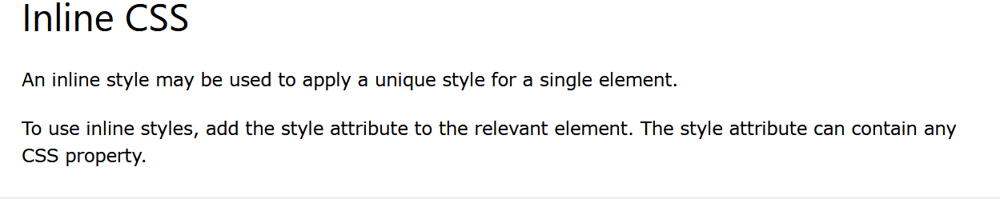 Inline CSS
An inline style may be used to apply a unique style for a single element.
To use inline styles, add the style attribute to the relevant element. The style attribute can contain any
CSS property.